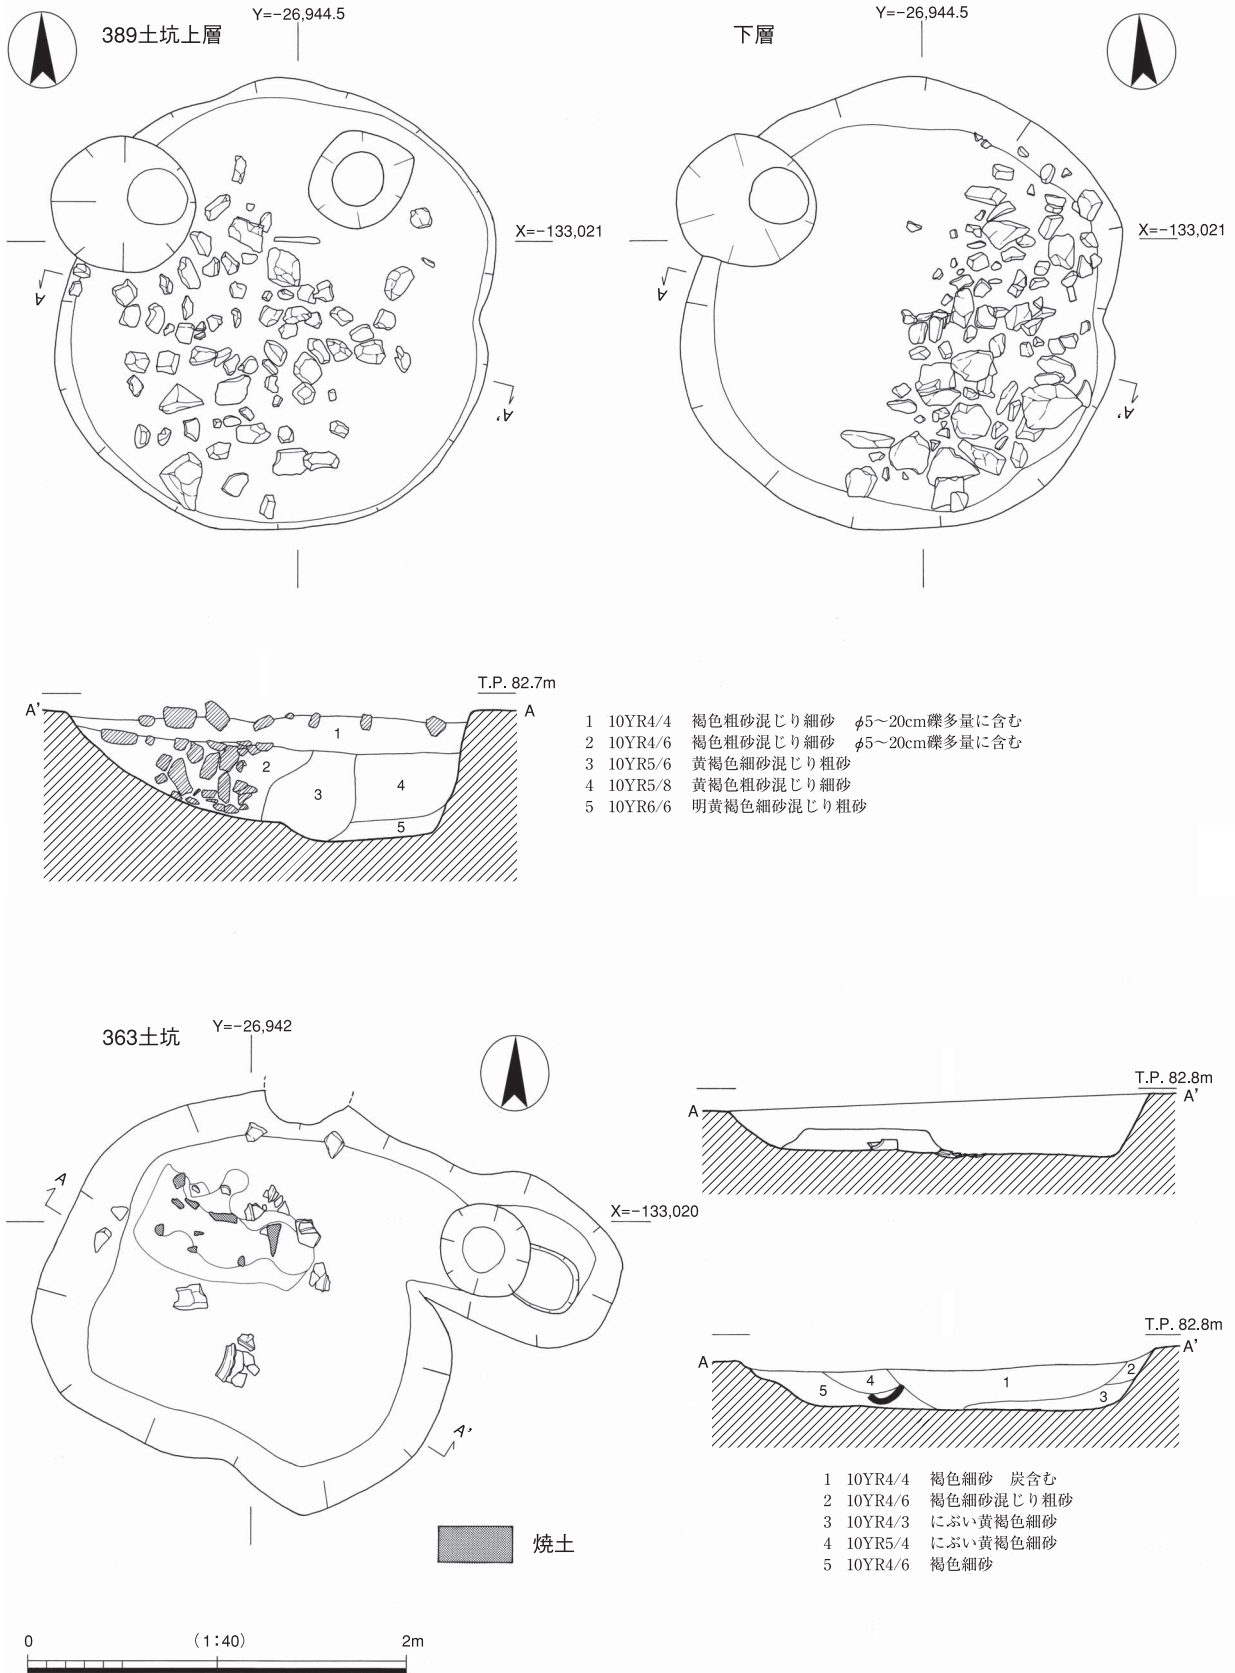 Y=−26,944.5
389土坑上層
X=−133,021
A
A'
Y=−26,944.5
下層
X=−133,021
A
A'
T.P. 82.7m
A'
A
1
2
3
4
5
1 10YR4/4 褐色粗砂混じり細砂 φ5〜20cm礫多量に含む
2 10YR4/6 褐色粗砂混じり細砂 φ5〜20cm礫多量に含む
3 10YR5/6 黄褐色細砂混じり粗砂
4 10YR5/8 黄褐色粗砂混じり細砂
5 10YR6/6 明黄褐色細砂混じり粗砂
363土坑
Y=−26,942
A
X=−133,020
A'
焼土
T.P. 82.8m
A
A'
T.P. 82.8m
A
A'
5
4
1
2
3
1 10YR4/4 褐色細砂 炭含む
2 10YR4/6 褐色細砂混じり粗砂
3 10YR4/3 にぶい黄褐色細砂
4 10YR5/4 にぶい黄褐色細砂
5 10YR4/6 褐色細砂
0 (1:40) 2m